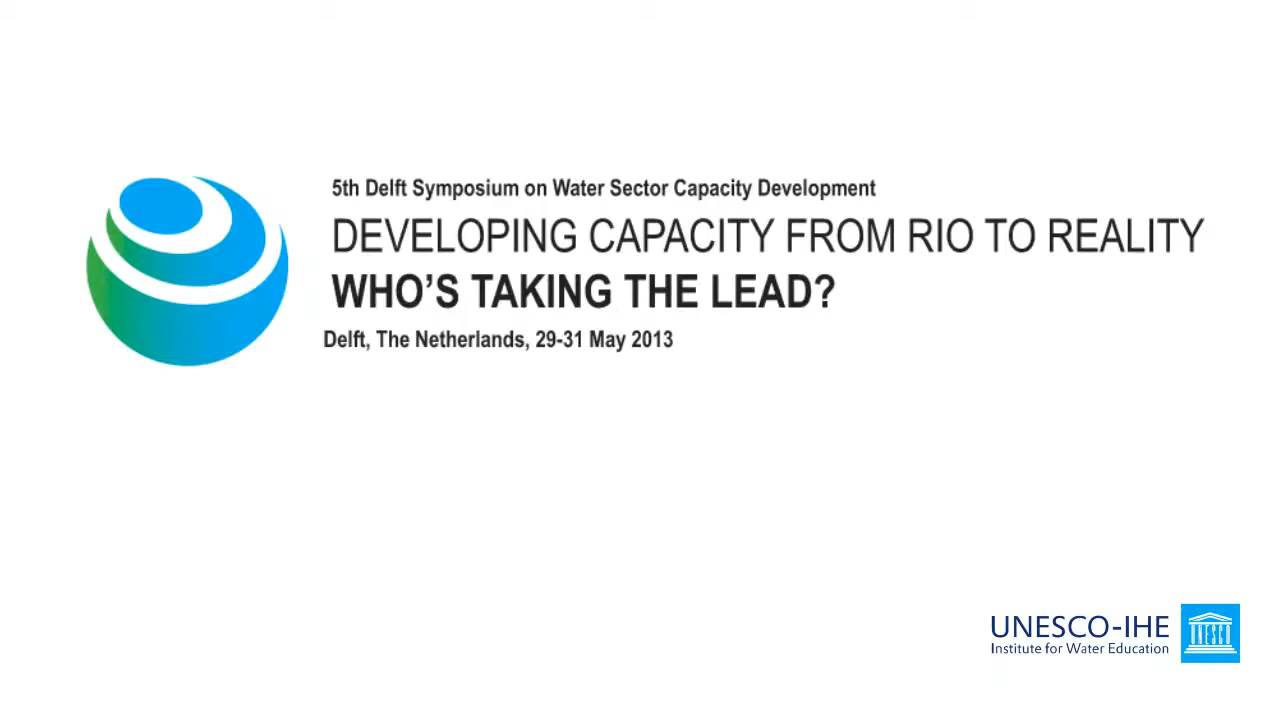 5th Delft Symposium on Water Sector Capacity Development
DEVELOPING CAPACITY FROM RIO TO REALITY
WHO’S TAKING THE LEAD?
Delft, The Netherlands, 29-31 May 2013
UNESCO-IHE
Institute for Water Education
UNESCO